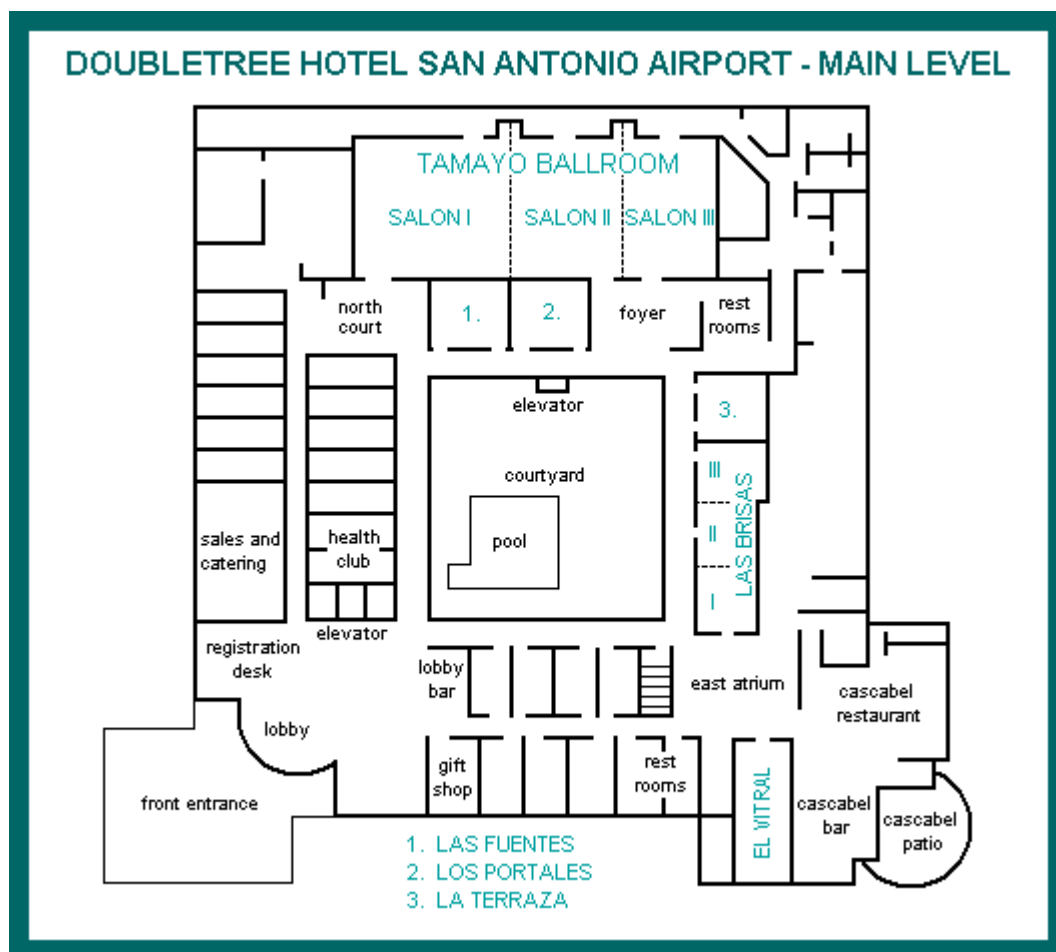 DOUBLETREE HOTEL SAN ANTONIO AIRPORT - MAIN LEVEL
TAMAYO BALLROOM
SALON I
SALON II
SALON III
north
court
1.
2.
foyer
rest
rooms
elevator
3.
courtyard
III
II
I
LAS BRISAS
pool
sales and
catering
health
club
elevator
registration
desk
lobby
bar
east atrium
cascabel
restaurant
lobby
gift
shop
rest
rooms
front entrance
EL VITRAL
cascabel
bar
cascabel
patio
1. LAS FUENTES
2. LOS PORTALES
3. LA TERRAZA